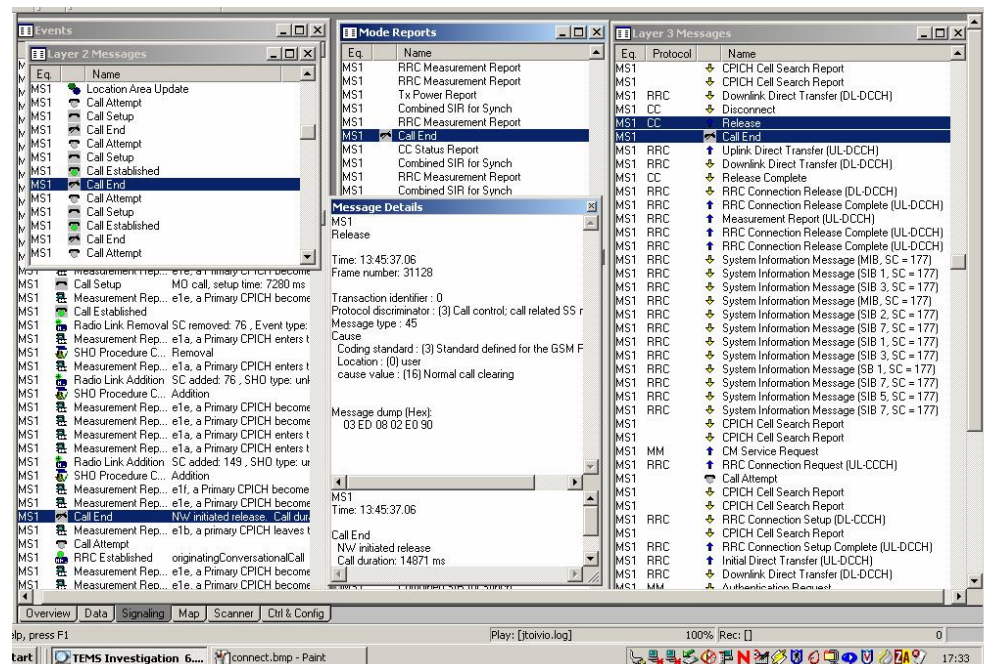 Events
Layer 2 Messages
Eq. Name
MS1 Location Area Update
MS1 Call Attempt
MS1 Call Setup
MS1 Call End
MS1 Call Attempt
MS1 Call Setup
MS1 Call Established
MS1 Call End
MS1 Call Attempt
MS1 Call Setup
MS1 Call Established
MS1 Call End
MS1 Call Attempt
MS1 Measurement Rep... e1e, a Primary CPICH become
MS1 Call Setup MO call, setup time: 7280 ms
MS1 Measurement Rep... e1e, a Primary CPICH become
MS1 Call Established
MS1 Radio Link Removal SC removed: 76 , Event type:
MS1 Measurement Rep... e1a, a Primary CPICH enters t
MS1 SHO Procedure C... Removal
MS1 Measurement Rep... e1a, a Primary CPICH enters t
MS1 Radio Link Addition SC added: 76 , SHO type: unl
MS1 SHO Procedure C... Addition
MS1 Measurement Rep... e1e, a Primary CPICH become
MS1 Measurement Rep... e1a, a Primary CPICH enters t
MS1 Measurement Rep... e1e, a Primary CPICH become
MS1 Measurement Rep... e1a, a Primary CPICH enters t
MS1 Radio Link Addition SC added: 149 , SHO type: ur
MS1 SHO Procedure C... Addition
MS1 Measurement Rep... e1f, a Primary CPICH become
MS1 Measurement Rep... e1e, a Primary CPICH become
MS1 Call End NW initiated release. Call dur
MS1 Measurement Rep... e1b, a primary CPICH leaves t
MS1 Call Attempt
MS1 RRC Established originatingConversationalCall
MS1 Measurement Rep... e1e, a Primary CPICH become
MS1 Measurement Rep... e1e, a Primary CPICH become
Mode Reports
Eq. Name
MS1 RRC Measurement Report
MS1 RRC Measurement Report
MS1 Tx Power Report
MS1 Combined SIR for Synch
MS1 RRC Measurement Report
MS1 Call End
MS1 CC Status Report
MS1 Combined SIR for Synch
MS1 RRC Measurement Report
MS1 Combined SIR for Synch
Message Details
MS1
Release
Time: 13:45:37.06
Frame number: 31128
Transaction identifier : 0
Protocol discriminator : (3) Call control; call related SS r
Message type : 45
Cause
Coding standard : (3) Standard defined for the GSM F
Location : (0) user
cause value : (16) Normal call clearing
Message dump (Hex):
03 ED 08 02 E0 90
MS1
Time: 13:45:37.06
Call End
NW initiated release
Call duration: 14871 ms
Layer 3 Messages
Eq. Protocol Name
MS1 CPICH Cell Search Report
MS1 CPICH Cell Search Report
MS1 RRC Downlink Direct Transfer (DL-DCCH)
MS1 CC Disconnect
MS1 CC Release
MS1 Call End
MS1 RRC Uplink Direct Transfer (UL-DCCH)
MS1 RRC Downlink Direct Transfer (DL-DCCH)
MS1 CC Release Complete
MS1 RRC RRC Connection Release (DL-DCCH)
MS1 RRC RRC Connection Release Complete (UL-DCCH)
MS1 RRC Measurement Report (UL-DCCH)
MS1 RRC RRC Connection Release Complete (UL-DCCH)
MS1 RRC RRC Connection Release Complete (UL-DCCH)
MS1 RRC System Information Message (MIB, SC = 177)
MS1 RRC System Information Message (SIB 1, SC = 177)
MS1 RRC System Information Message (SIB 3, SC = 177)
MS1 RRC System Information Message (MIB, SC = 177)
MS1 RRC System Information Message (SIB 2, SC = 177)
MS1 RRC System Information Message (SIB 7, SC = 177)
MS1 RRC System Information Message (SIB 1, SC = 177)
MS1 RRC System Information Message (SIB 3, SC = 177)
MS1 RRC System Information Message (SB 1, SC = 177)
MS1 RRC System Information Message (SIB 7, SC = 177)
MS1 RRC System Information Message (SIB 5, SC = 177)
MS1 RRC System Information Message (SIB 7, SC = 177)
MS1 CPICH Cell Search Report
MS1 CPICH Cell Search Report
MS1 MM CM Service Request
MS1 RRC RRC Connection Request (UL-CCCH)
MS1 Call Attempt
MS1 CPICH Cell Search Report
MS1 CPICH Cell Search Report
MS1 RRC RRC Connection Setup (DL-CCCH)
MS1 CPICH Cell Search Report
MS1 RRC RRC Connection Setup Complete (UL-DCCH)
MS1 RRC Initial Direct Transfer (UL-DCCH)
MS1 RRC Downlink Direct Transfer (DL-DCCH)
MS1 MM Authentication Request
Overview Data Signaling Map Scanner Ctrl & Config
elp, press F1 Play: [jtoivio.log] 100% Rec: [] 0
tart TEMS Investigation 6.... connect.bmp - Paint 17:33